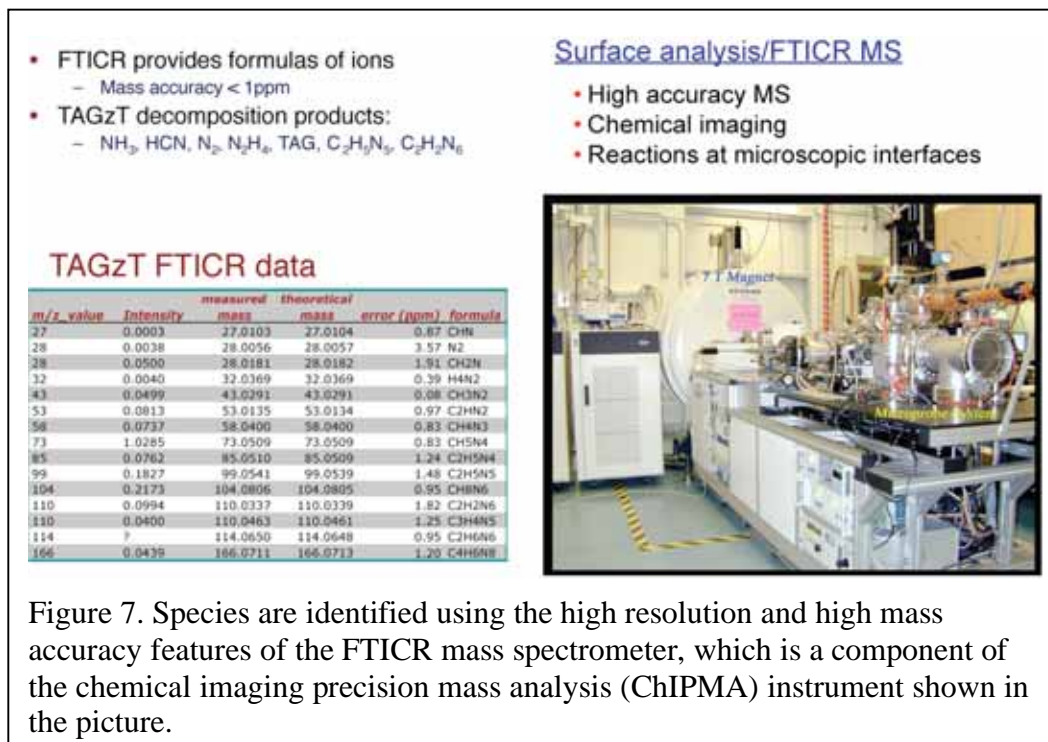 • FTICR provides formulas of ions
– Mass accuracy < 1ppm
• TAGzT decomposition products:
– NH₃, HCN, N₂, N₂H₄, TAG, C₂H₅N₅, C₂H₂N₆
Surface analysis/FTICR MS
• High accuracy MS
• Chemical imaging
• Reactions at microscopic interfaces
TAGzT FTICR data
measured theoretical
m/z_value Intensity mass mass error (ppm) formula
27 0.0003 27.0103 27.0104 0.87 CHN
28 0.0038 28.0056 28.0057 3.57 N2
28 0.0500 28.0181 28.0182 1.91 CH2N
32 0.0040 32.0369 32.0369 0.39 H4N2
43 0.0499 43.0291 43.0291 0.08 CH3N2
53 0.0813 53.0135 53.0134 0.97 C2HN2
58 0.0737 58.0400 58.0400 0.83 CH4N3
73 1.0285 73.0509 73.0509 0.83 CH5N4
85 0.0762 85.0510 85.0509 1.24 C2H5N4
99 0.1827 99.0541 99.0539 1.48 C2H5N5
104 0.2173 104.0806 104.0805 0.95 CH8N6
110 0.0994 110.0337 110.0339 1.82 C2H2N6
110 0.0400 110.0463 110.0461 1.25 C3H4N5
114 ? 114.0650 114.0648 0.95 C2H6N6
166 0.0439 166.0711 166.0713 1.20 C4H6N8
7 T Magnet
Microprobe
Figure 7. Species are identified using the high resolution and high mass
accuracy features of the FTICR mass spectrometer, which is a component of
the chemical imaging precision mass analysis (ChIPMA) instrument shown in
the picture.